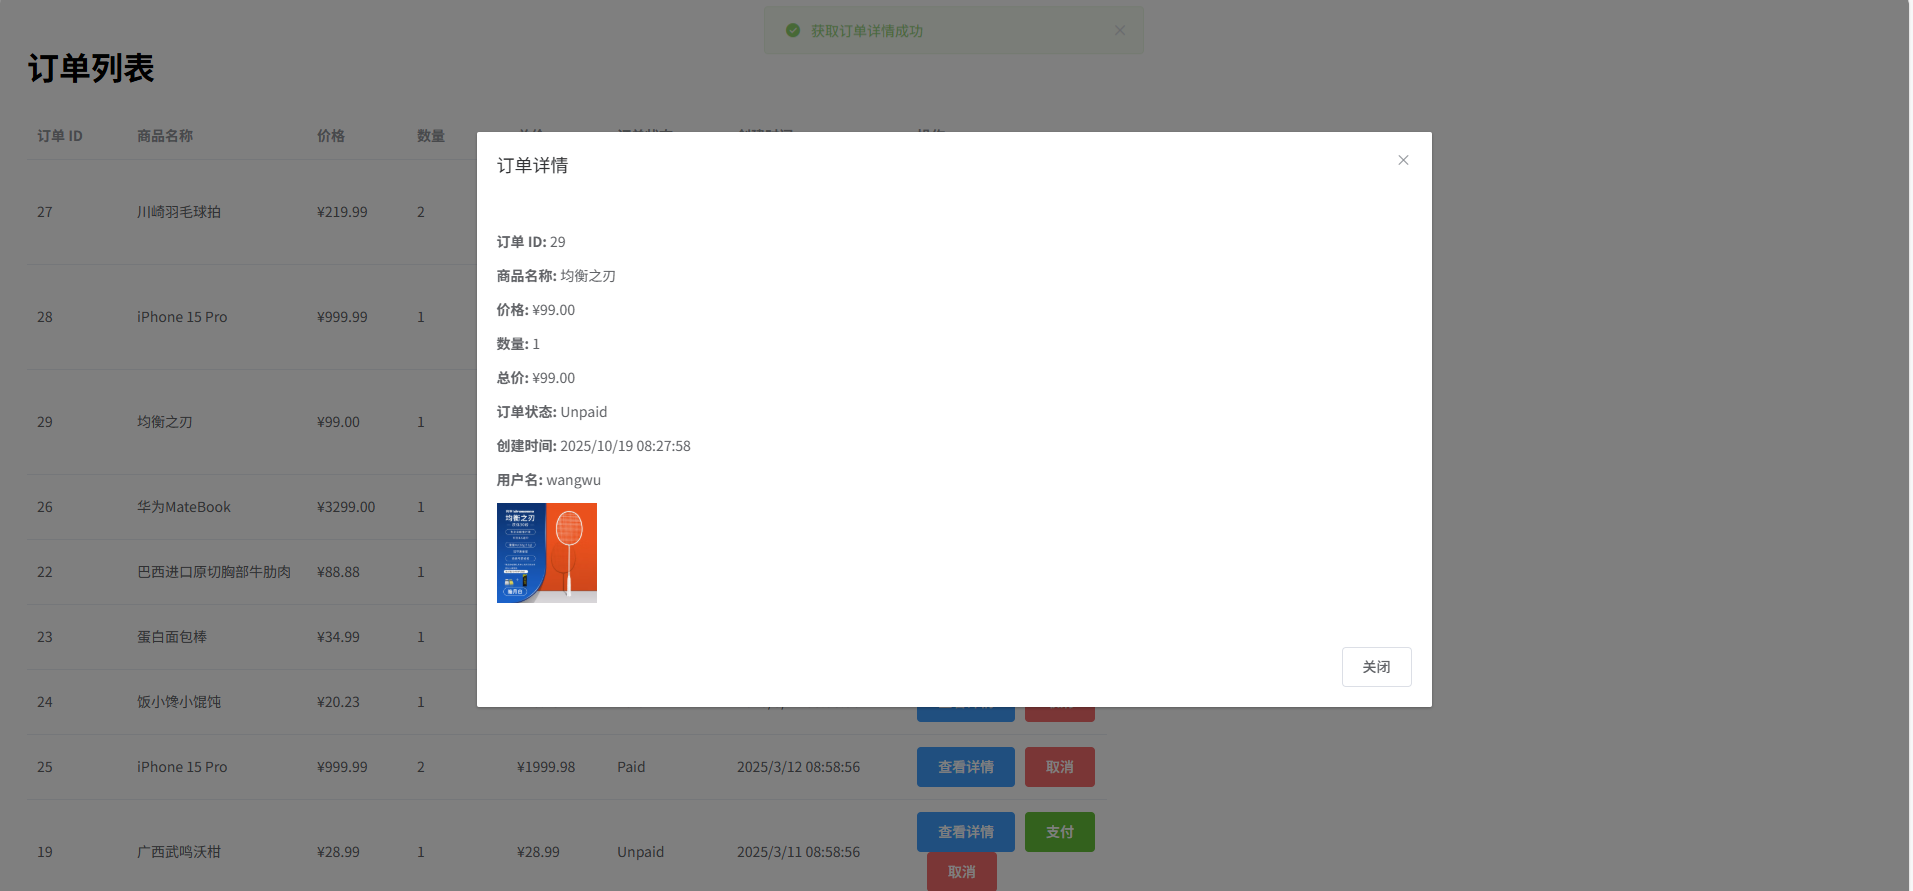 获取订单详情成功
订单列表
订单 ID 商品名称 价格 数量
订单详情
27 川崎羽毛球拍 ¥219.99 2
订单 ID: 29
商品名称: 均衡之刃
价格: ¥99.00
28 iPhone 15 Pro ¥999.99 1
数量: 1
总价: ¥99.00
订单状态: Unpaid
29 均衡之刃 ¥99.00 1
创建时间: 2025/10/19 08:27:58
用户名: wangwu
均衡之刃
26 华为MateBook ¥3299.00 1
22 巴西进口原切胸部牛肋肉 ¥88.88 1
23 蛋白面包棒 ¥34.99 1
关闭
24 饭小馋小馄饨 ¥20.23 1
25 iPhone 15 Pro ¥999.99 2 ¥1999.98 Paid 2025/3/12 08:58:56 查看详情 取消
查看详情 支付
19 广西武鸣沃柑 ¥28.99 1 ¥28.99 Unpaid 2025/3/11 08:58:56
取消